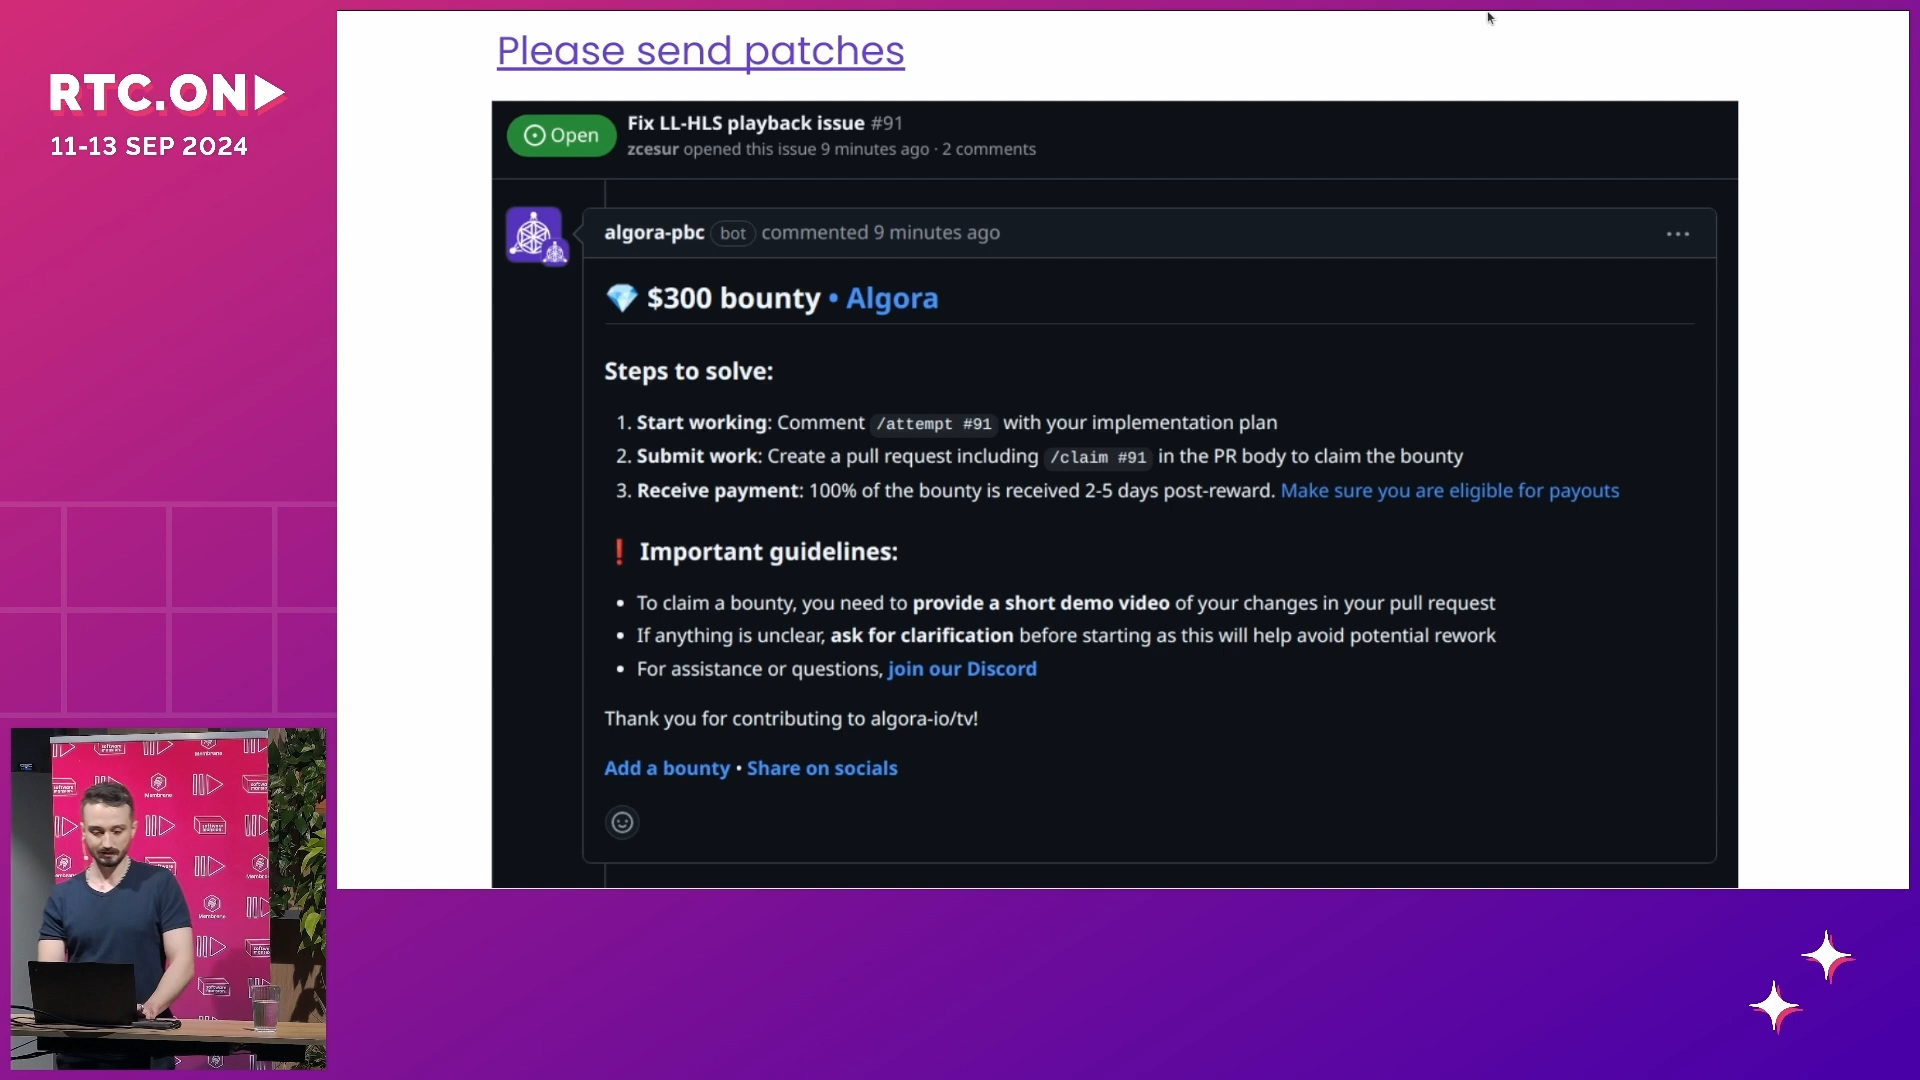 RTC.ON
11-13 SEP 2024
Please send patches
Open
Fix LL-HLS playback issue #91
zcesur opened this issue 9 minutes ago · 2 comments
algora-pbc bot commented 9 minutes ago
💎 $300 bounty • Algora
Steps to solve:
1. Start working: Comment /attempt #91 with your implementation plan
2. Submit work: Create a pull request including /claim #91 in the PR body to claim the bounty
3. Receive payment: 100% of the bounty is received 2-5 days post-reward. Make sure you are eligible for payouts
❗ Important guidelines:
• To claim a bounty, you need to provide a short demo video of your changes in your pull request
• If anything is unclear, ask for clarification before starting as this will help avoid potential rework
• For assistance or questions, join our Discord
Thank you for contributing to algora-io/tv!
Add a bounty • Share on socials
Membrane
software mansion
Membrane